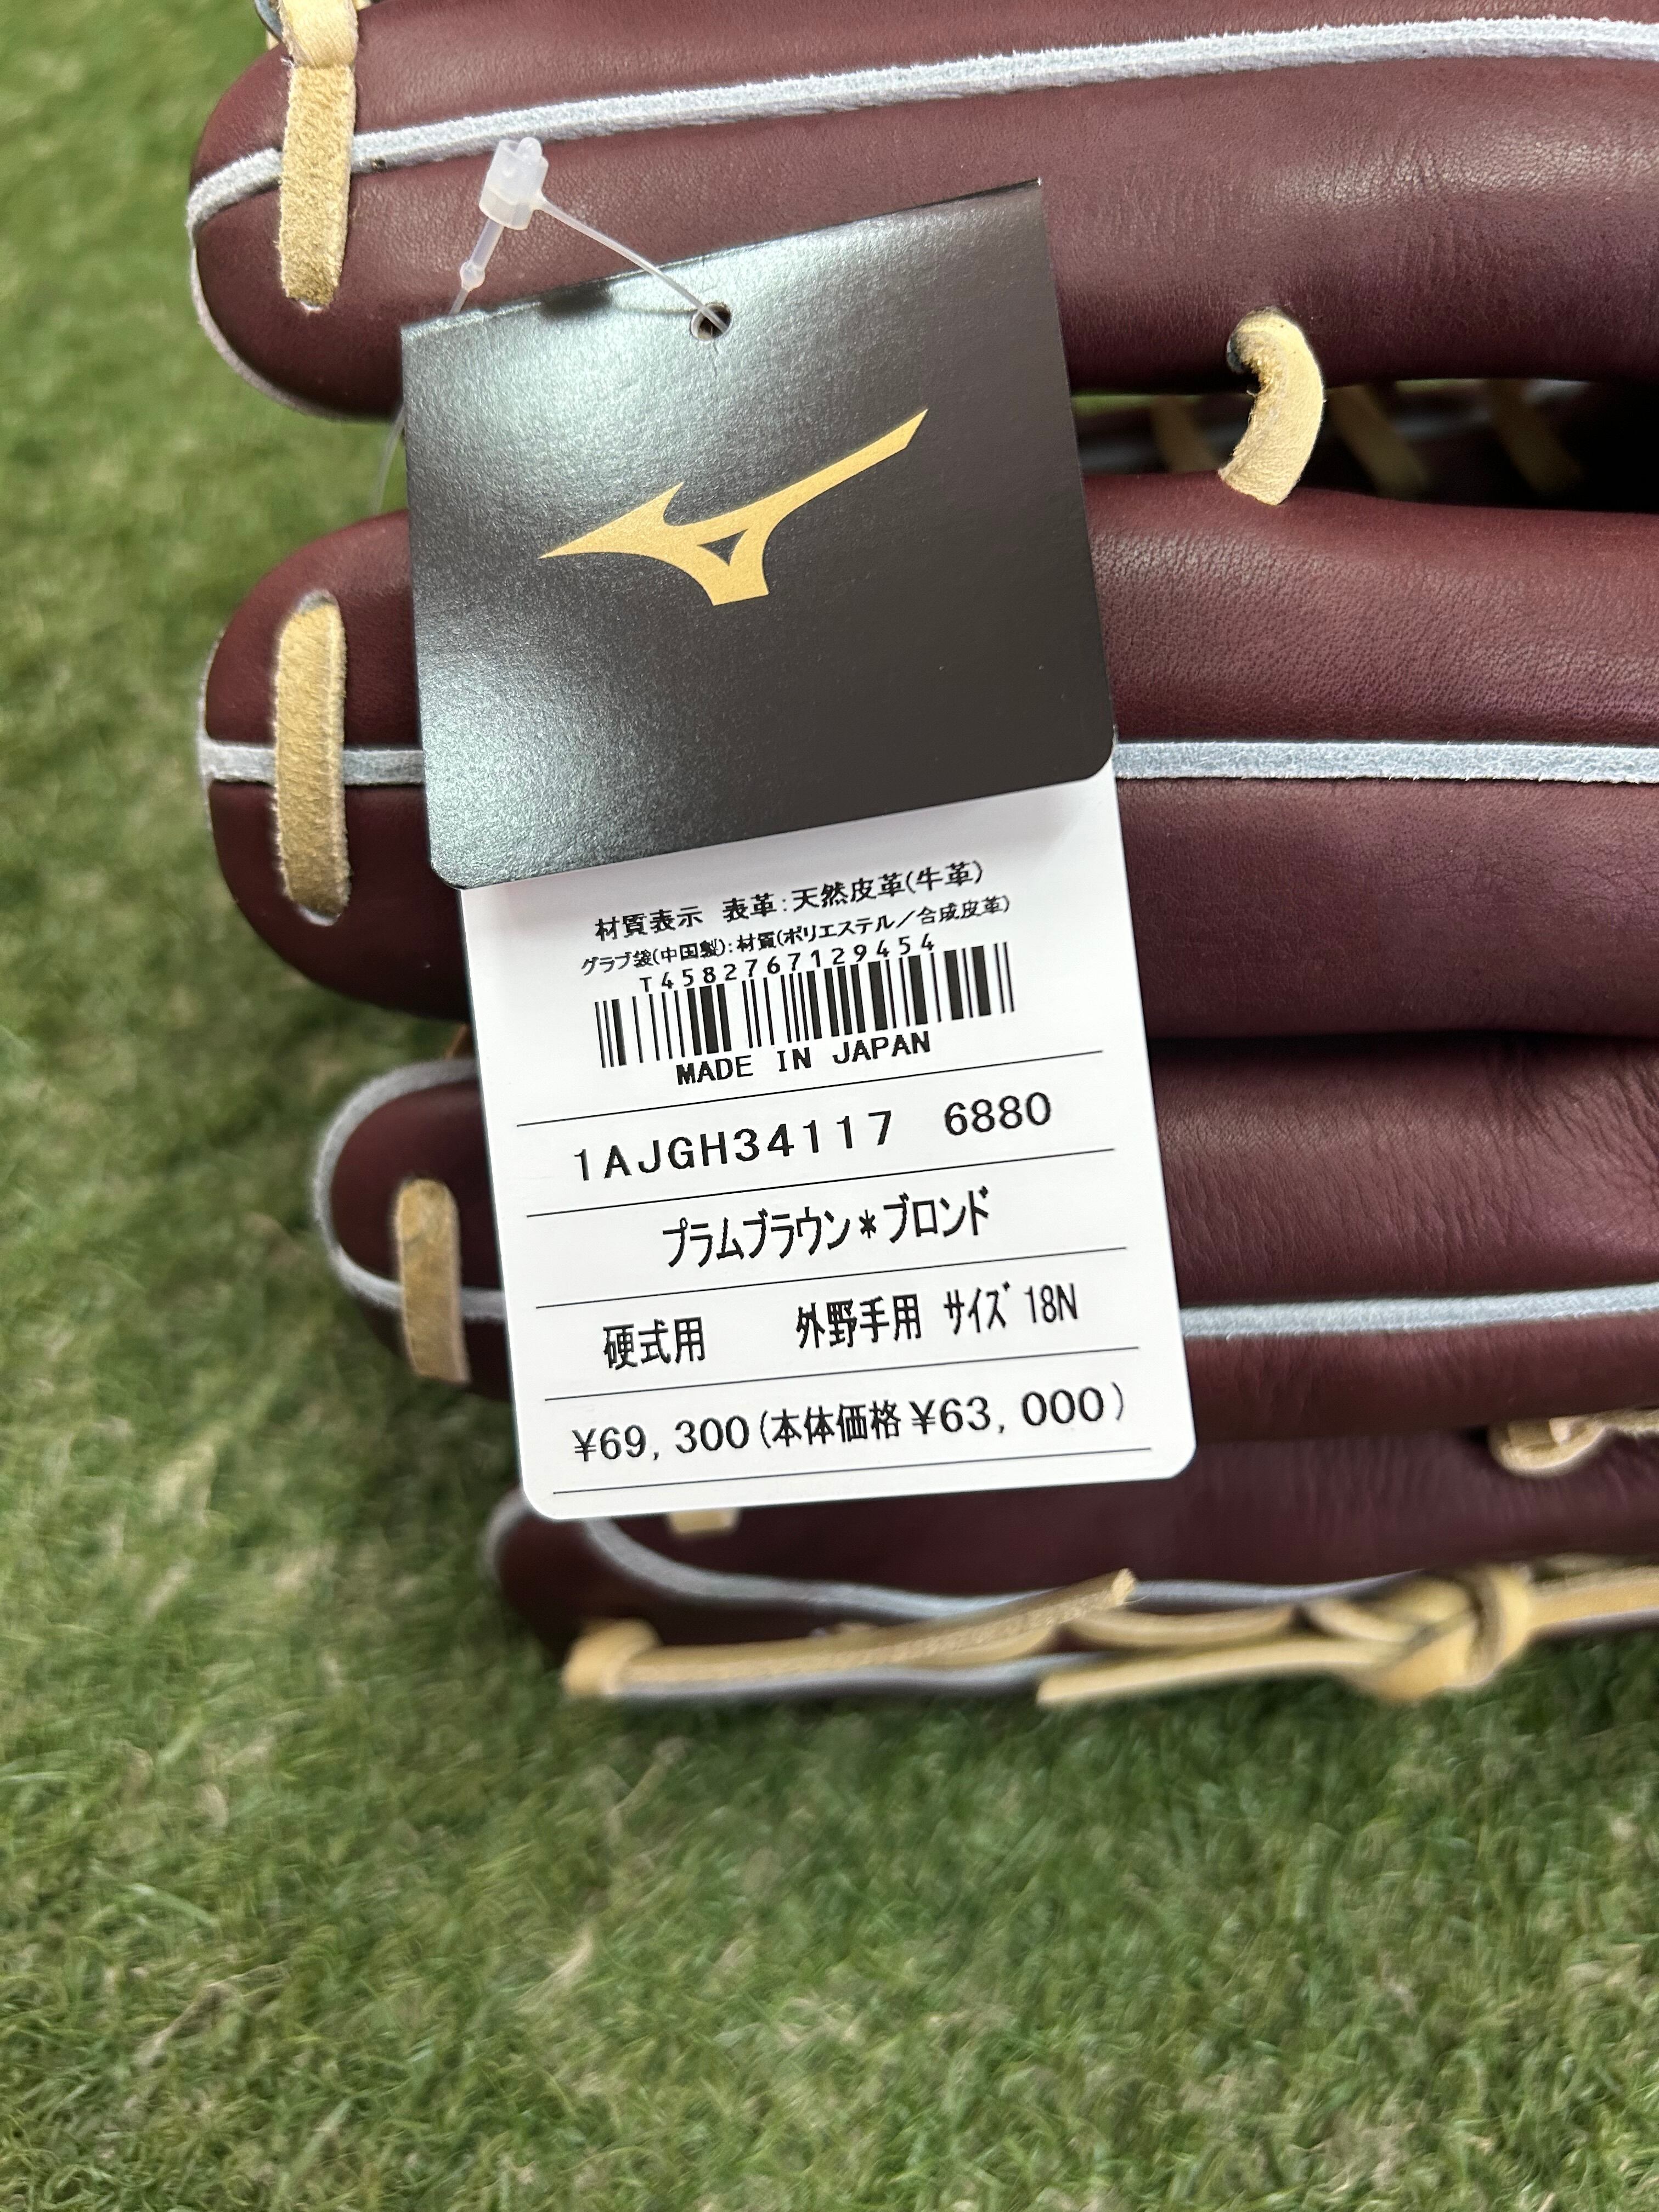 材質表示 表革:天然皮革(牛革)
グラブ袋(中国製):材質(ポリエステル/合成皮革)
T4582767129454
MADE IN JAPAN
1AJGH34117 6880
プラムブラウン*ブロンド
硬式用 外野手用 サイズ 18N
¥69,300(本体価格¥63,000)